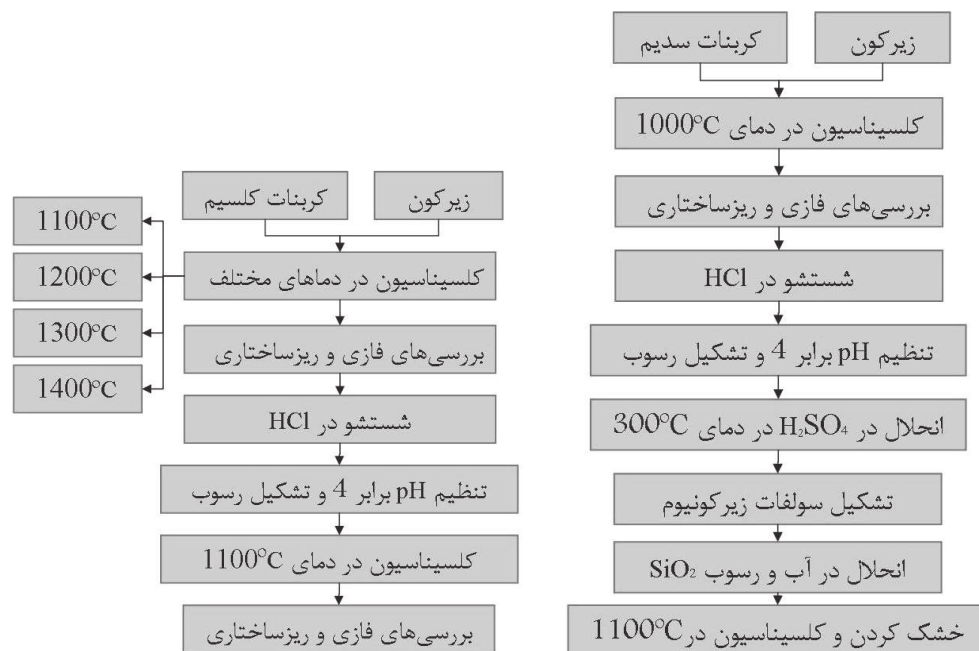 زیرکون
کربنات سدیم
کلسیناسیون در دمای 1000°C
بررسی‌های فازی و ریزساختاری
شستشو در HCl
تنظیم pH برابر 4 و تشکیل رسوب
انحلال در H₂SO₄ در دمای 300°C
تشکیل سولفات زیرکونیوم
انحلال در آب و رسوب SiO₂
خشک کردن و کلسیناسیون در 1100°C
زیرکون
کربنات کلسیم
کلسیناسیون در دماهای مختلف
1100°C
1200°C
1300°C
1400°C
بررسی‌های فازی و ریزساختاری
شستشو در HCl
تنظیم pH برابر 4 و تشکیل رسوب
کلسیناسیون در دمای 1100°C
بررسی‌های فازی و ریزساختاری